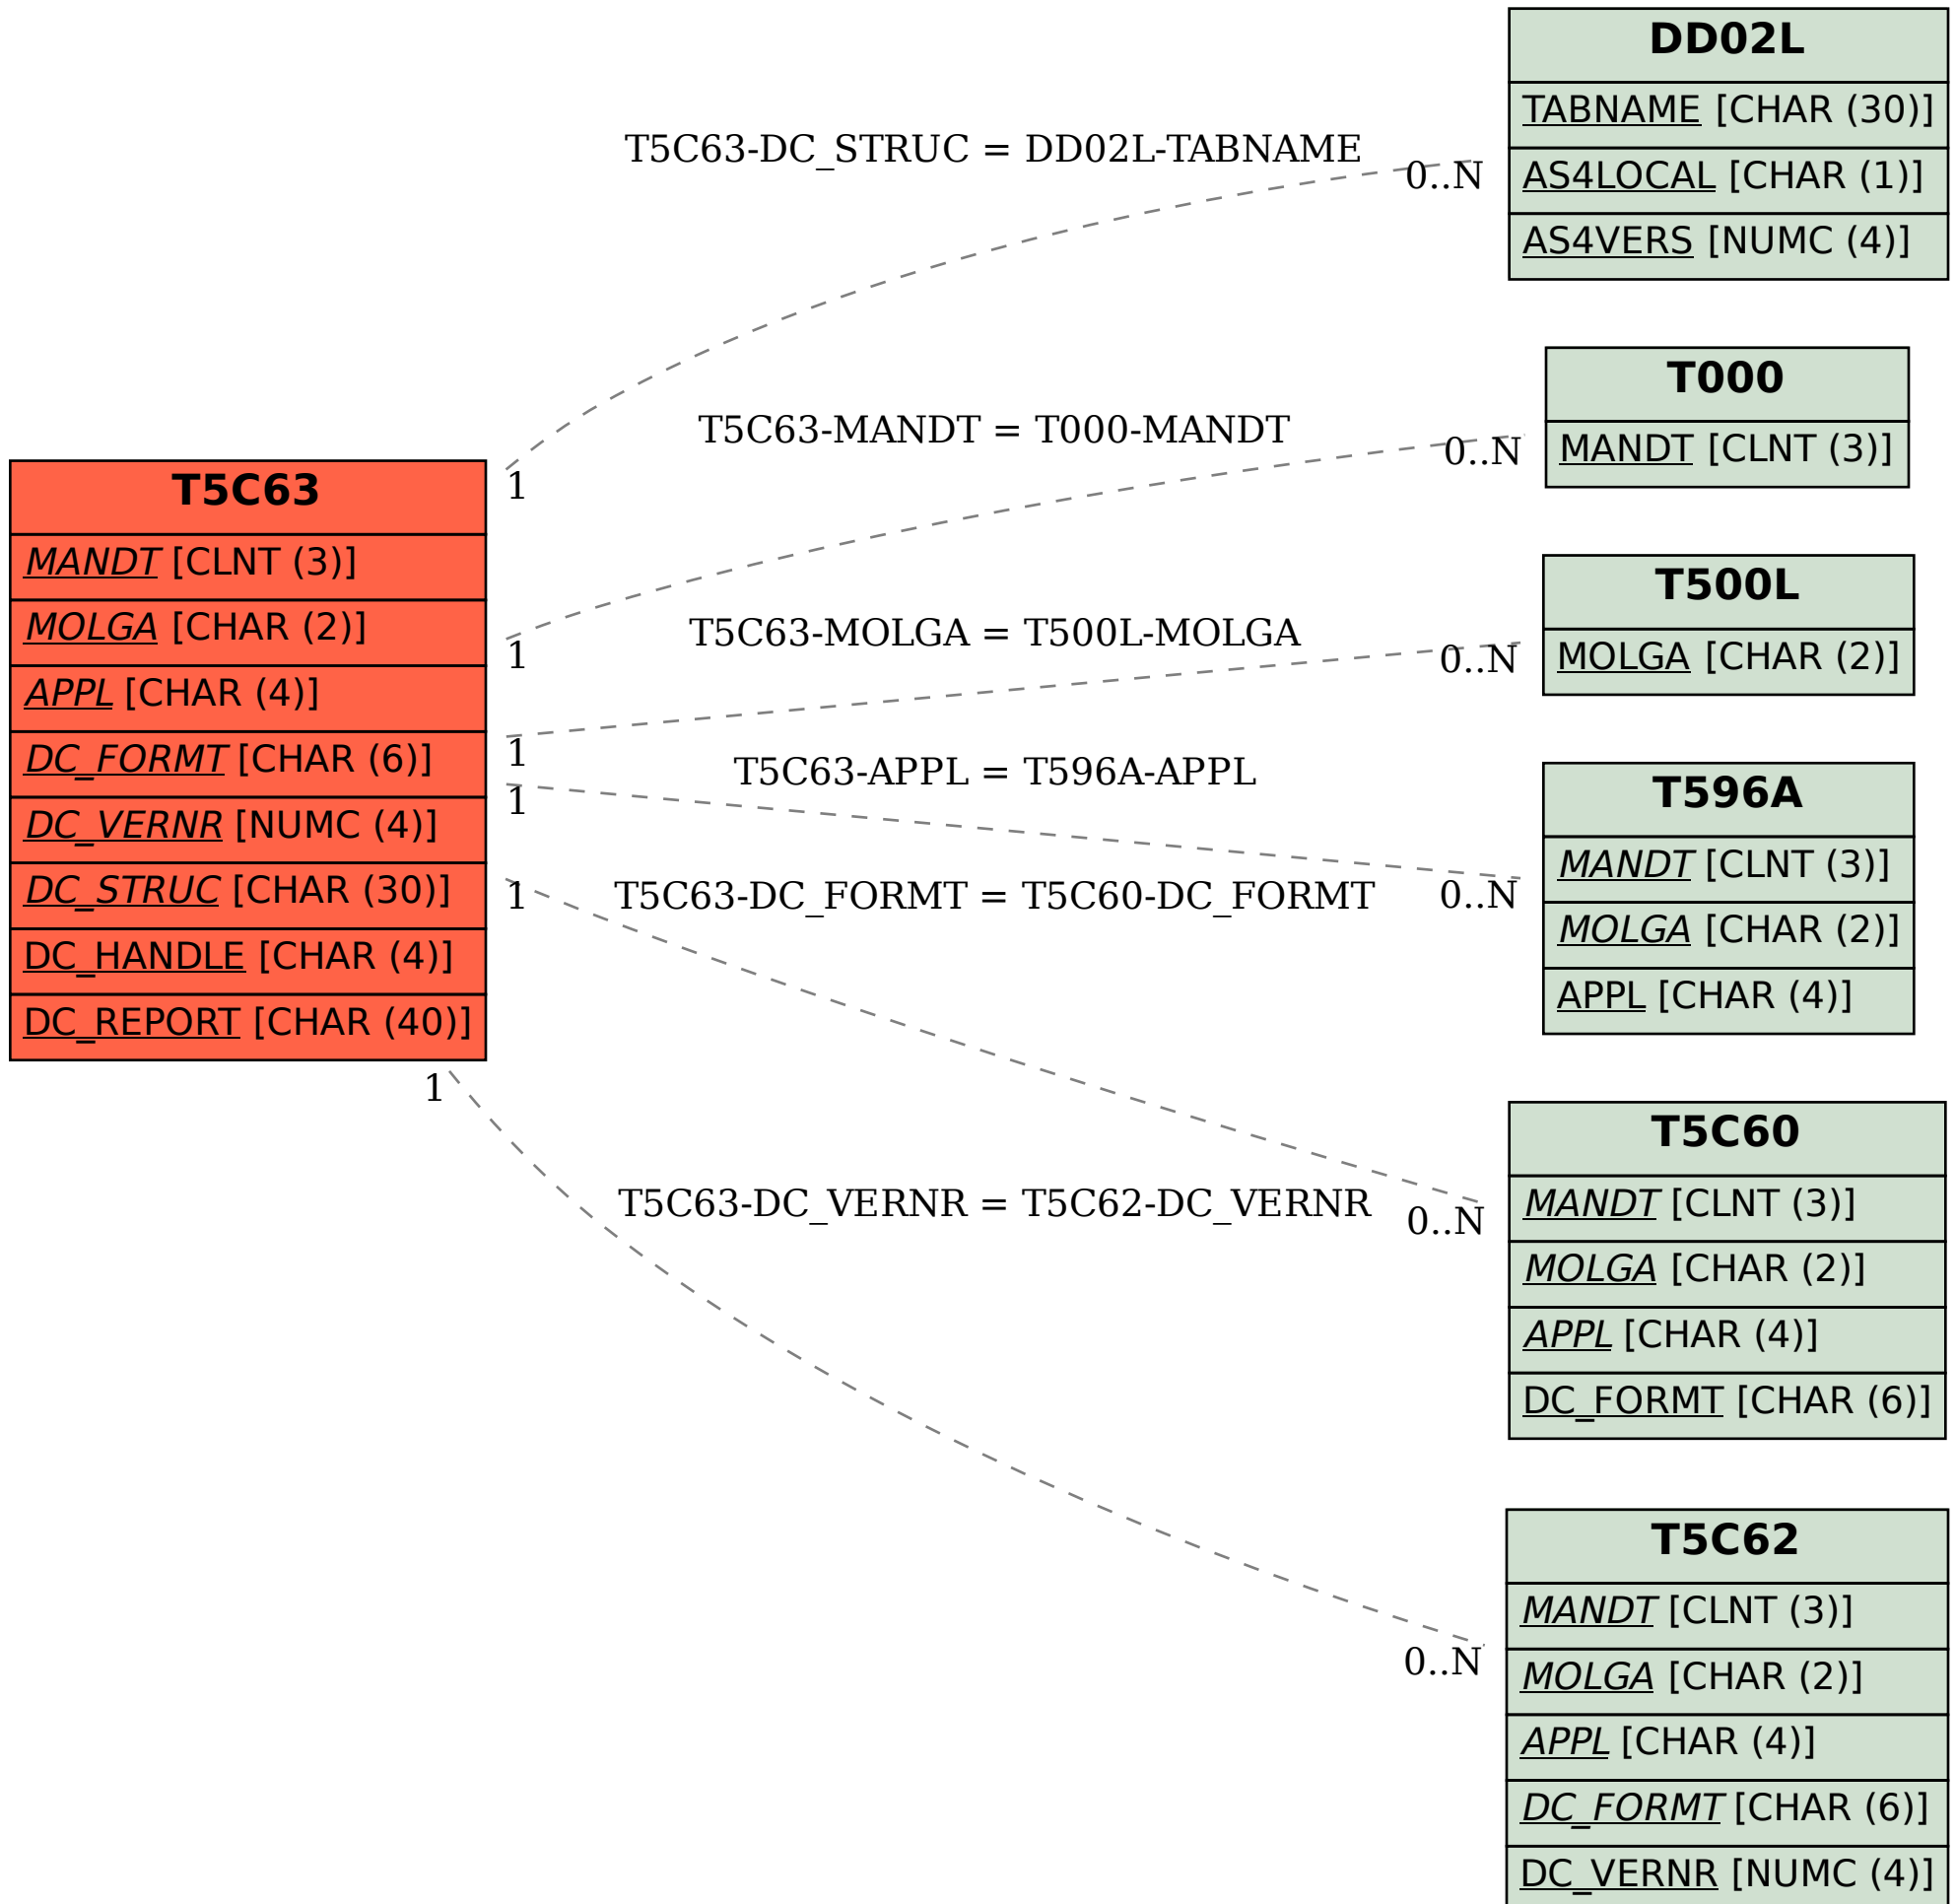 T5C63
MANDT [CLNT (3)]
MOLGA [CHAR (2)]
APPL [CHAR (4)]
DC_FORMT [CHAR (6)]
DC_VERNR [NUMC (4)]
DC_STRUC [CHAR (30)]
DC_HANDLE [CHAR (4)]
DC_REPORT [CHAR (40)]
T5C63-DC_STRUC = DD02L-TABNAME
0..N
1
T5C63-MANDT = T000-MANDT
0..N
1
T5C63-MOLGA = T500L-MOLGA
0..N
1
T5C63-APPL = T596A-APPL
1
0..N
T5C63-DC_FORMT = T5C60-DC_FORMT
1
0..N
T5C63-DC_VERNR = T5C62-DC_VERNR
1
0..N
DD02L
TABNAME [CHAR (30)]
AS4LOCAL [CHAR (1)]
AS4VERS [NUMC (4)]
T000
MANDT [CLNT (3)]
T500L
MOLGA [CHAR (2)]
T596A
MANDT [CLNT (3)]
MOLGA [CHAR (2)]
APPL [CHAR (4)]
T5C60
MANDT [CLNT (3)]
MOLGA [CHAR (2)]
APPL [CHAR (4)]
DC_FORMT [CHAR (6)]
T5C62
MANDT [CLNT (3)]
MOLGA [CHAR (2)]
APPL [CHAR (4)]
DC_FORMT [CHAR (6)]
DC_VERNR [NUMC (4)]